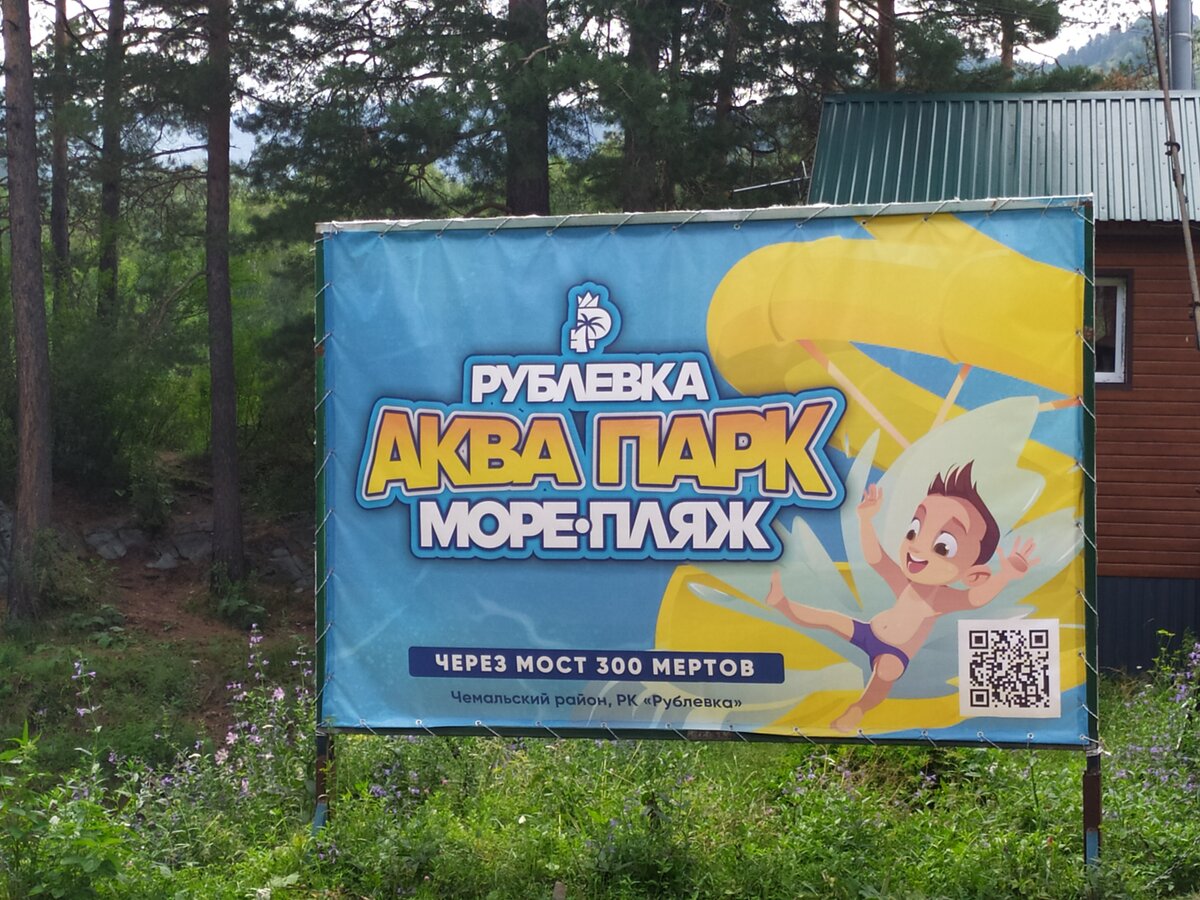 РУБЛЕВКА
АКВА ПАРК
МОРЕ•ПЛЯЖ
ЧЕРЕЗ МОСТ 300 МЕРТОВ
Чемальский район, РК «Рублевка»